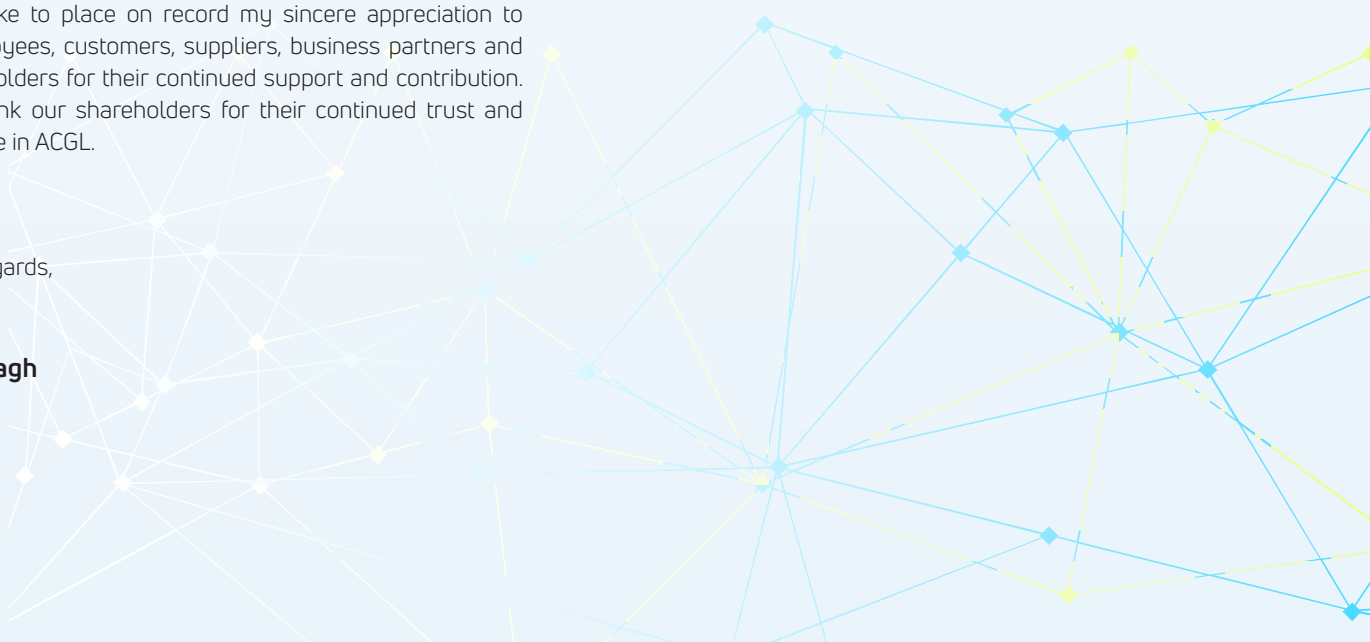 ke to place on record my sincere appreciation to
yees, customers, suppliers, business partners and
olders for their continued support and contribution.
nk our shareholders for their continued trust and
e in ACGL.
gards,
agh